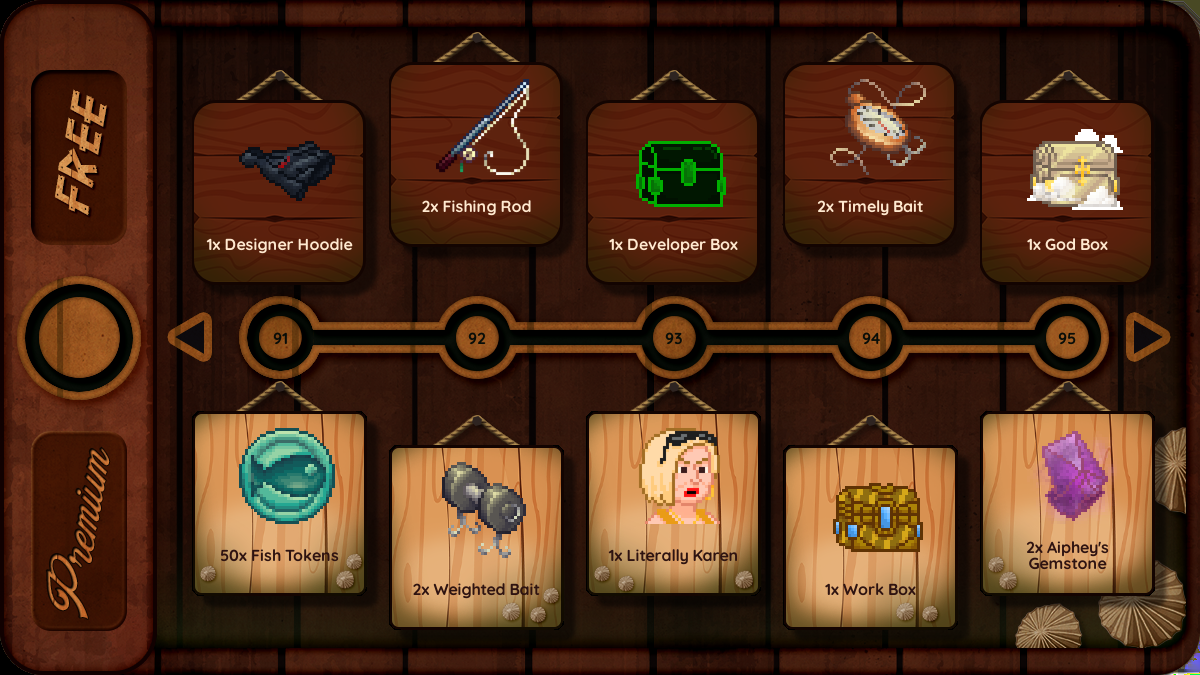 FREE
1x Designer Hoodie
2x Fishing Rod
1x Developer Box
2x Timely Bait
1x God Box
91
92
93
94
95
Premium
50x Fish Tokens
2x Weighted Bait
1x Literally Karen
1x Work Box
2x Aiphey's
Gemstone